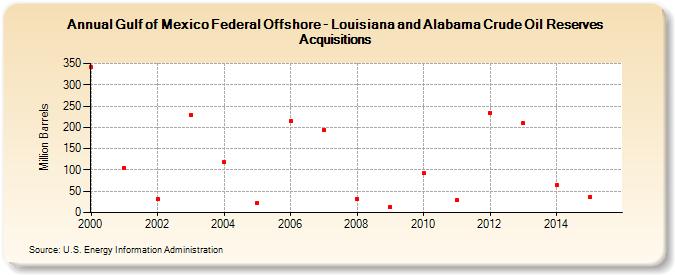 Annual Gulf of Mexico Federal Offshore - Louisiana and Alabama Crude Oil Reserves
Acquisitions
Million Barrels
350
300
250
200
150
100
50
0
2000 2002 2004 2006 2008 2010 2012 2014
Source: U.S. Energy Information Administration